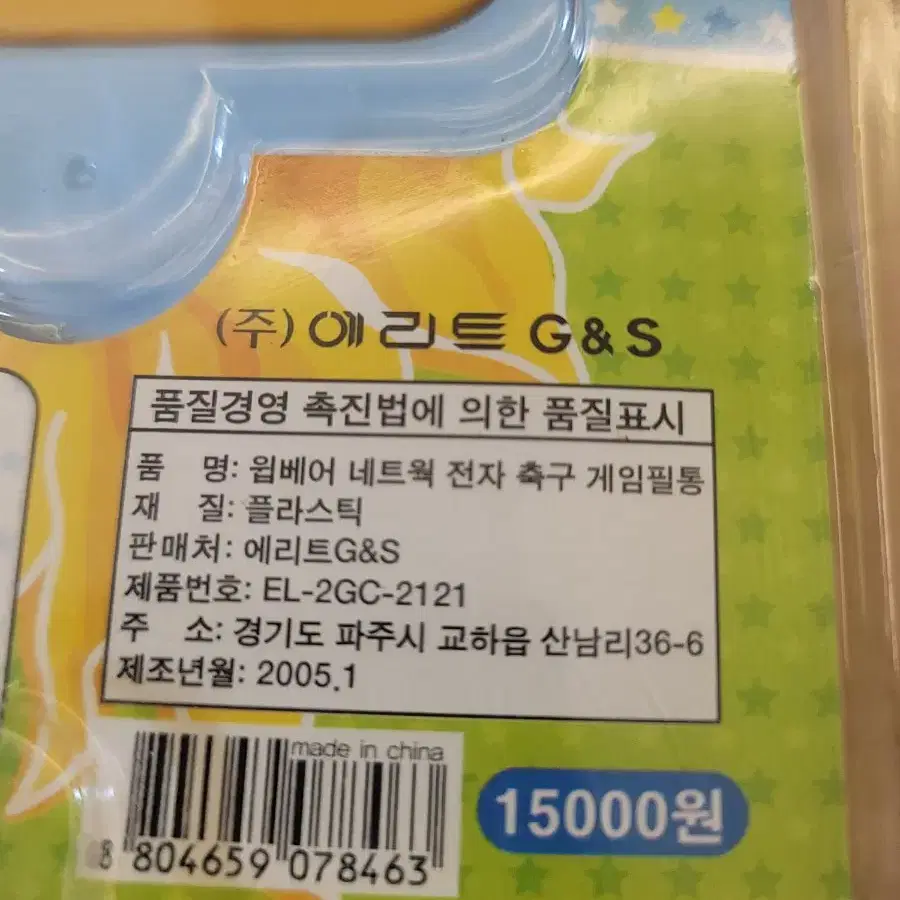 (주) 에리트 G&S
품질경영 촉진법에 의한 품질표시
품 명: 윕베어 네트웍 전자 축구 게임필통
재 질: 플라스틱
판매처: 에리트G&S
제품번호: EL-2GC-2121
주 소: 경기도 파주시 교하읍 산남리36-6
제조년월: 2005.1
made in china
8 804659 078463
15000원